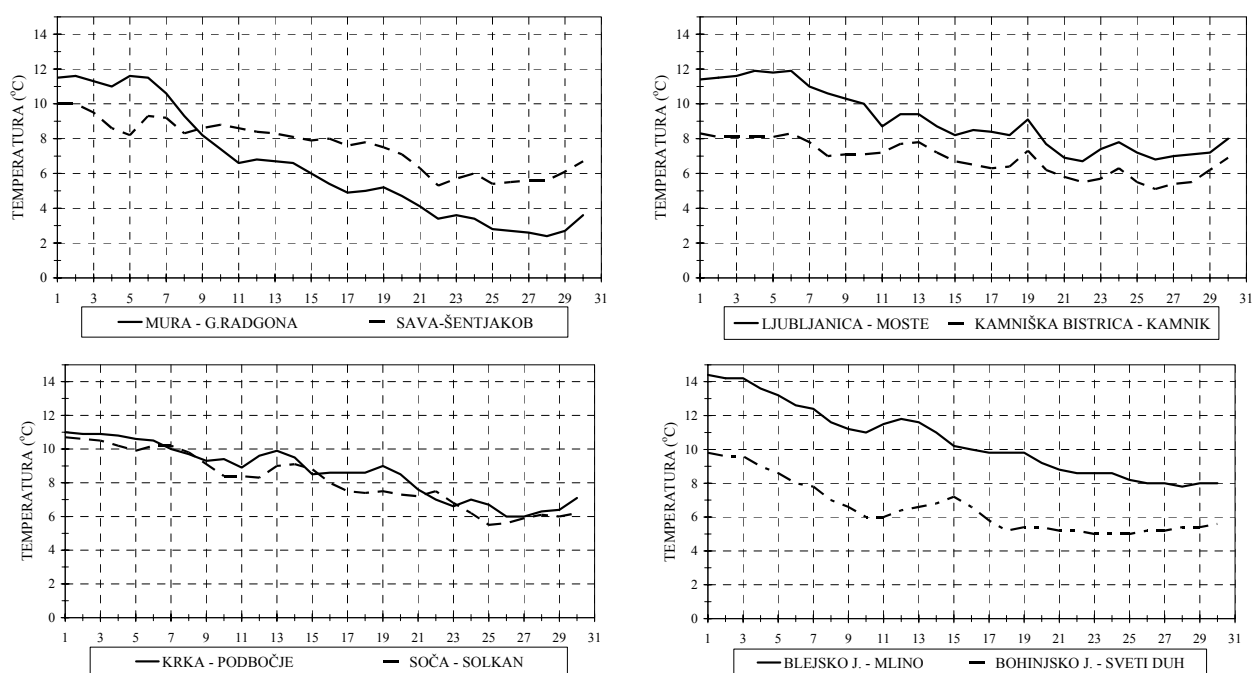 TEMPERATURA (°C)
14
12
10
8
6
4
2
0
1 3 5 7 9 11 13 15 17 19 21 23 25 27 29 31
MURA - G.RADGONA SAVA-ŠENTJAKOB
TEMPERATURA (°C)
14
12
10
8
6
4
2
0
1 3 5 7 9 11 13 15 17 19 21 23 25 27 29 31
LJUBLJANICA - MOSTE KAMNIŠKA BISTRICA - KAMNIK
TEMPERATURA (°C)
14
12
10
8
6
4
2
0
1 3 5 7 9 11 13 15 17 19 21 23 25 27 29 31
KRKA - PODBOČJE SOČA - SOLKAN
TEMPERATURA (°C)
14
12
10
8
6
4
2
0
1 3 5 7 9 11 13 15 17 19 21 23 25 27 29 31
BLEJSKO J. - MLINO BOHINJSKO J. - SVETI DUH